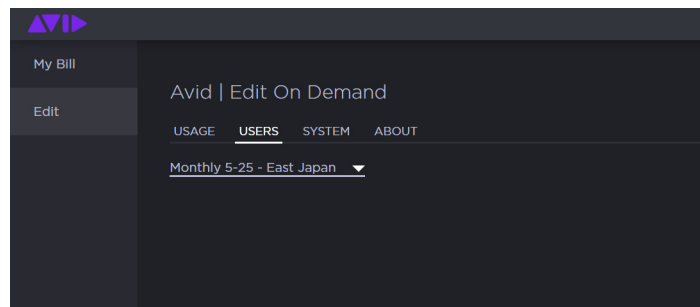 AVID
My Bill
Edit
Avid | Edit On Demand
USAGE USERS SYSTEM ABOUT
Monthly 5-25 - East Japan